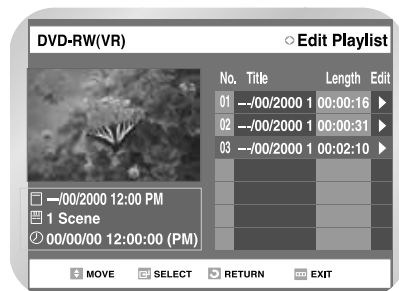 DVD-RW(VR) Edit Playlist
No. Title Length Edit
01 --/00/2000 1 00:00:16
02 --/00/2000 1 00:00:31
03 --/00/2000 1 00:02:10
--/00/2000 12:00 PM
1 Scene
00/00/00 12:00:00 (PM)
MOVE SELECT RETURN EXIT